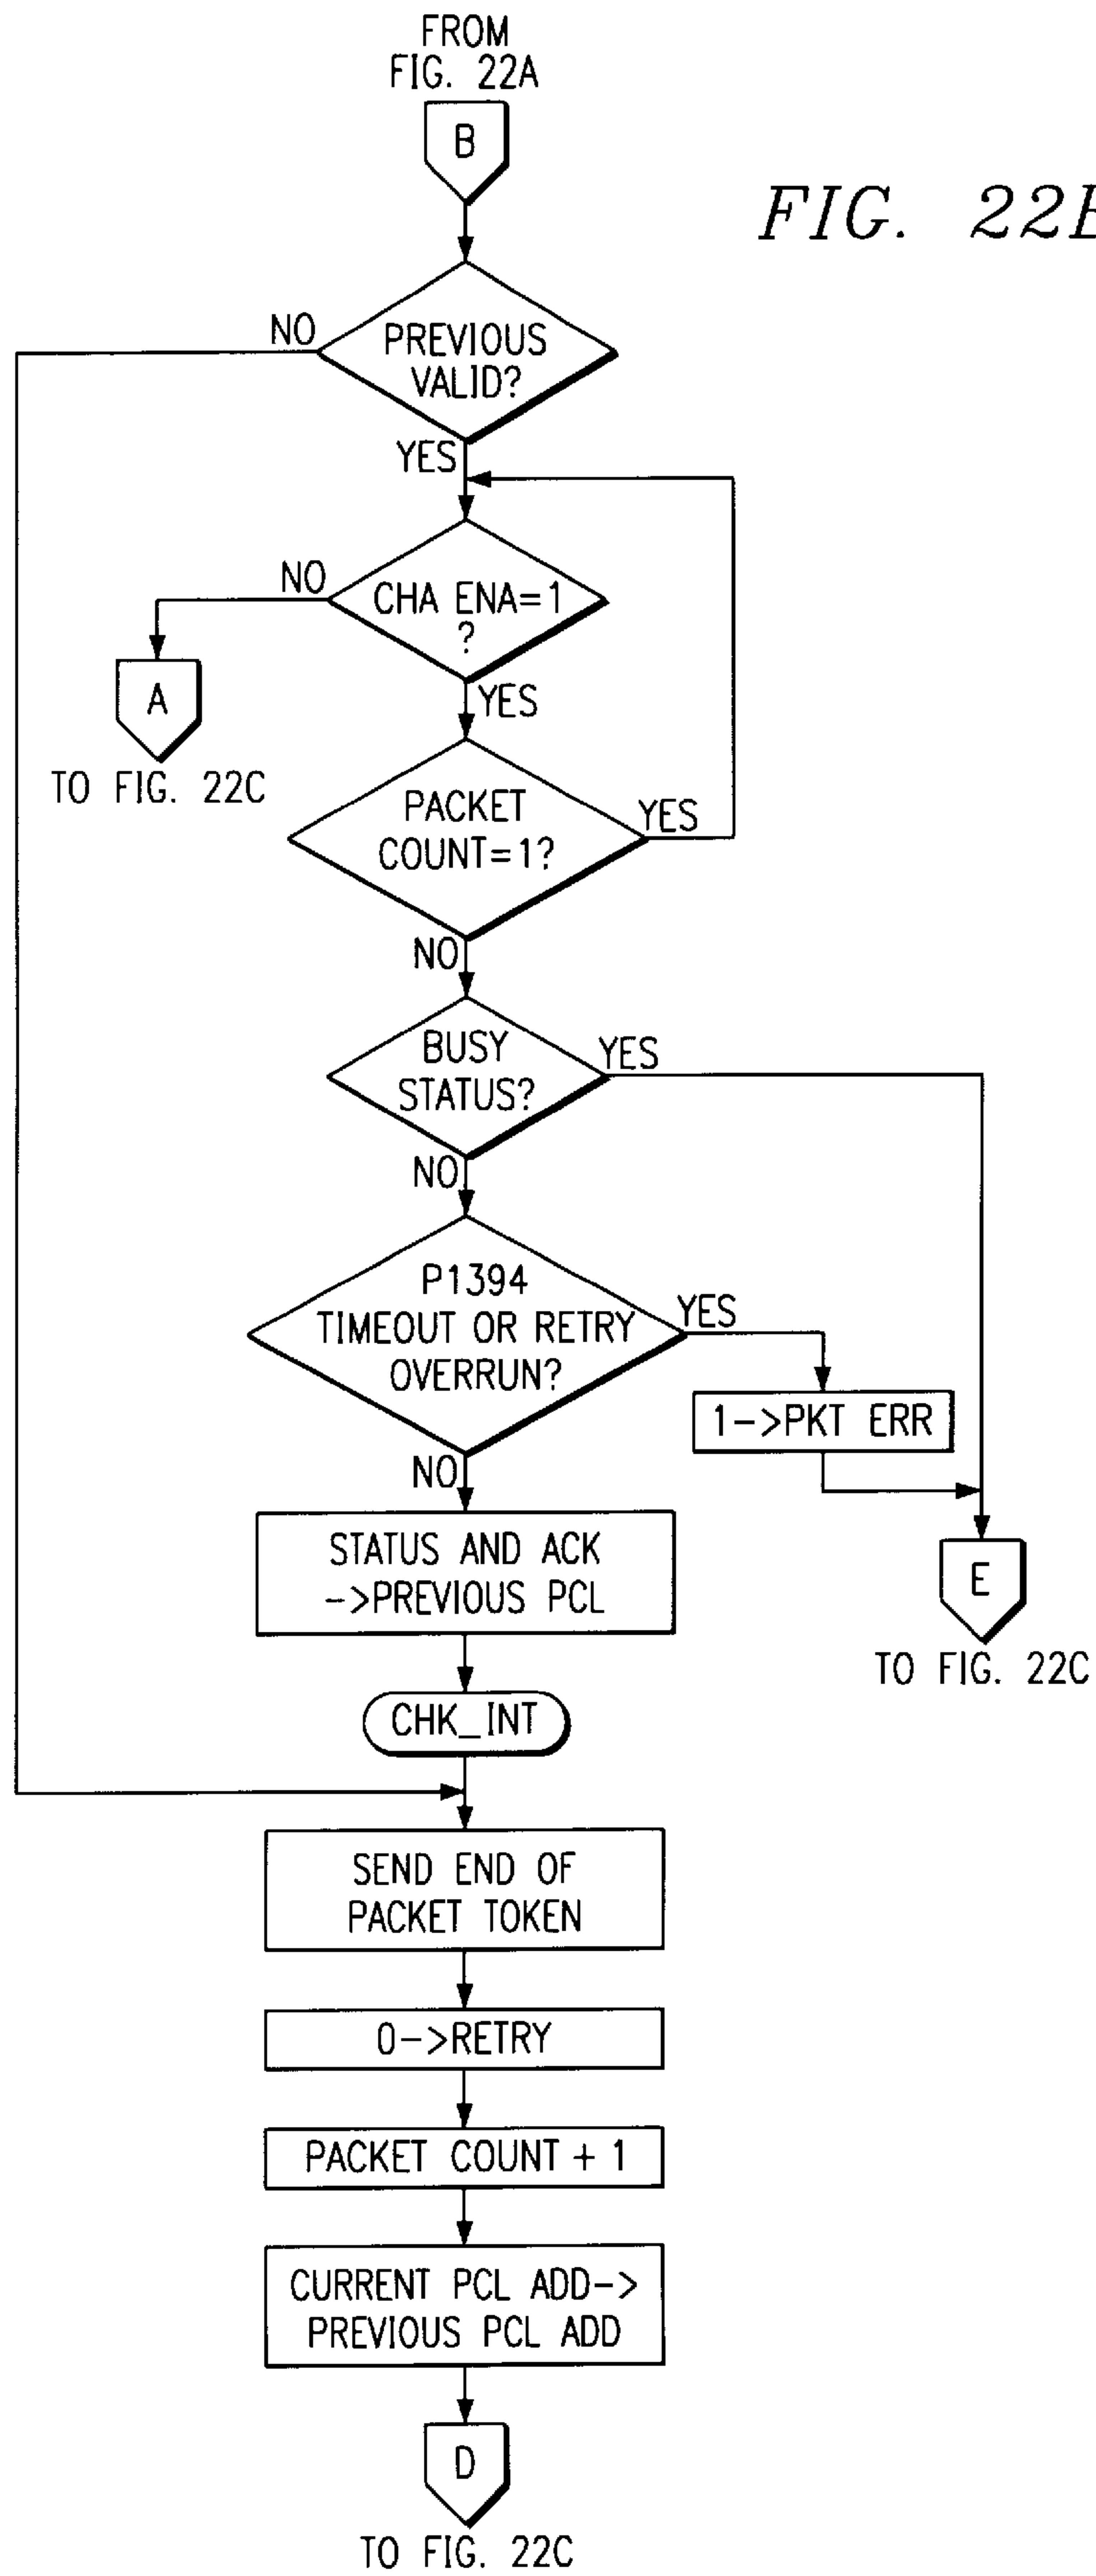 FROM
FIG. 22A
B
FIG. 22B
NO
PREVIOUS
VALID?
YES
NO
CHA ENA=1
?
A
YES
TO FIG. 22C
PACKET
COUNT=1?
YES
NO
BUSY
STATUS?
YES
NO
P1394
TIMEOUT OR RETRY
OVERRUN?
YES
1->PKT ERR
NO
STATUS AND ACK
->PREVIOUS PCL
E
TO FIG. 22C
CHK_INT
SEND END OF
PACKET TOKEN
0->RETRY
PACKET COUNT + 1
CURRENT PCL ADD->
PREVIOUS PCL ADD
D
TO FIG. 22C